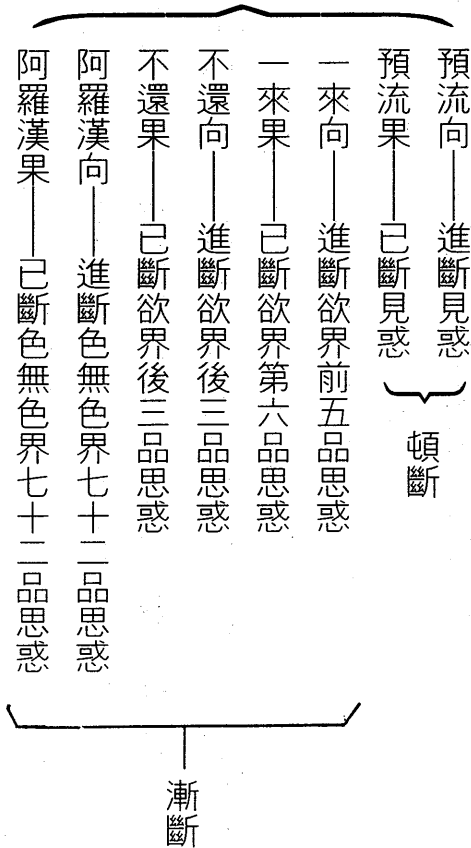 預流向——進斷見惑
預流果——已斷見惑
頓斷
一來向——進斷欲界前五品思惑
一來果——已斷欲界第六品思惑
不還向——進斷欲界後三品思惑
不還果——已斷欲界後三品思惑
阿羅漢向——進斷色無色界七十二品思惑
阿羅漢果——已斷色無色界七十二品思惑
漸斷